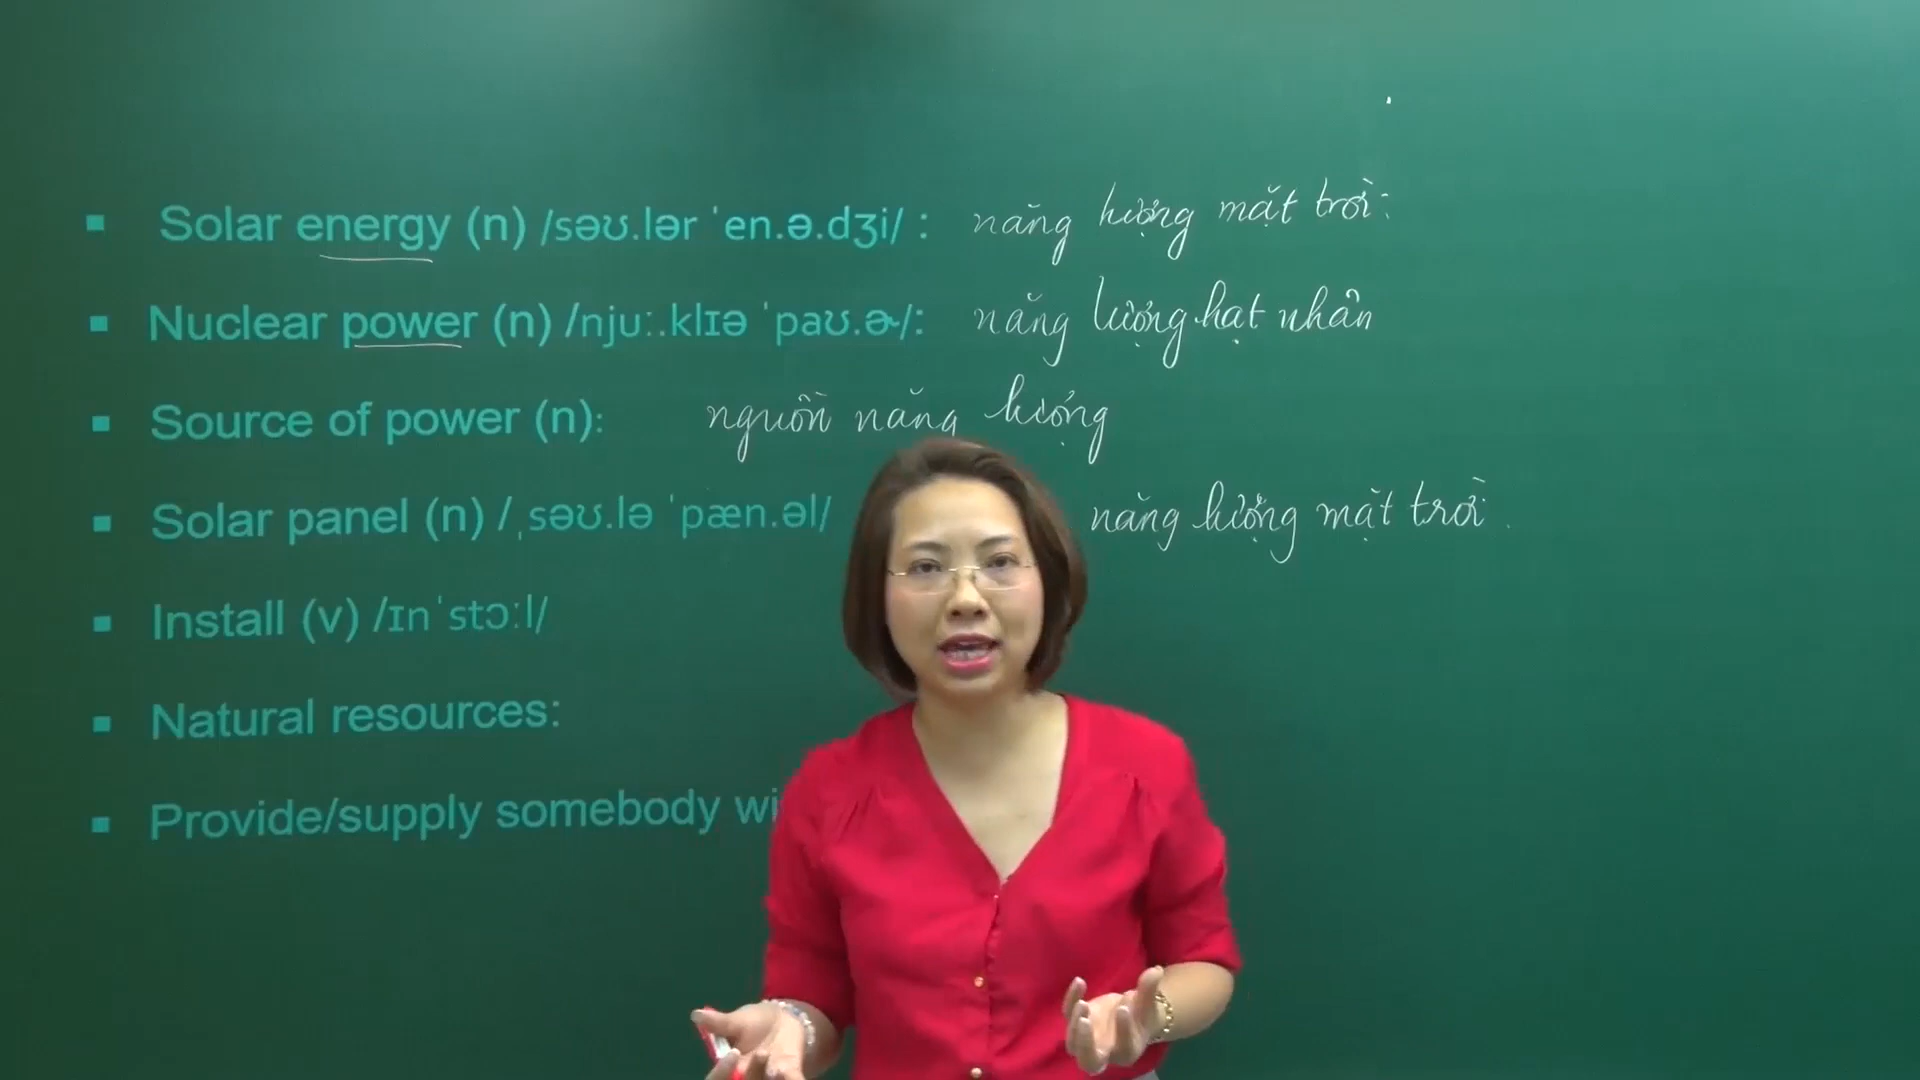 Solar energy (n) /səʊ.lər ˈen.ə.dʒi/ : năng lượng mặt trời:
Nuclear power (n) /njuː.klɪə ˈpaʊ.ɚ/: năng lượng hạt nhân
Source of power (n): nguồn năng lượng
Solar panel (n) /ˌsəʊ.lə ˈpæn.əl/ năng lượng mặt trời.
Install (v) /ɪnˈstɔːl/
Natural resources:
Provide/supply somebody